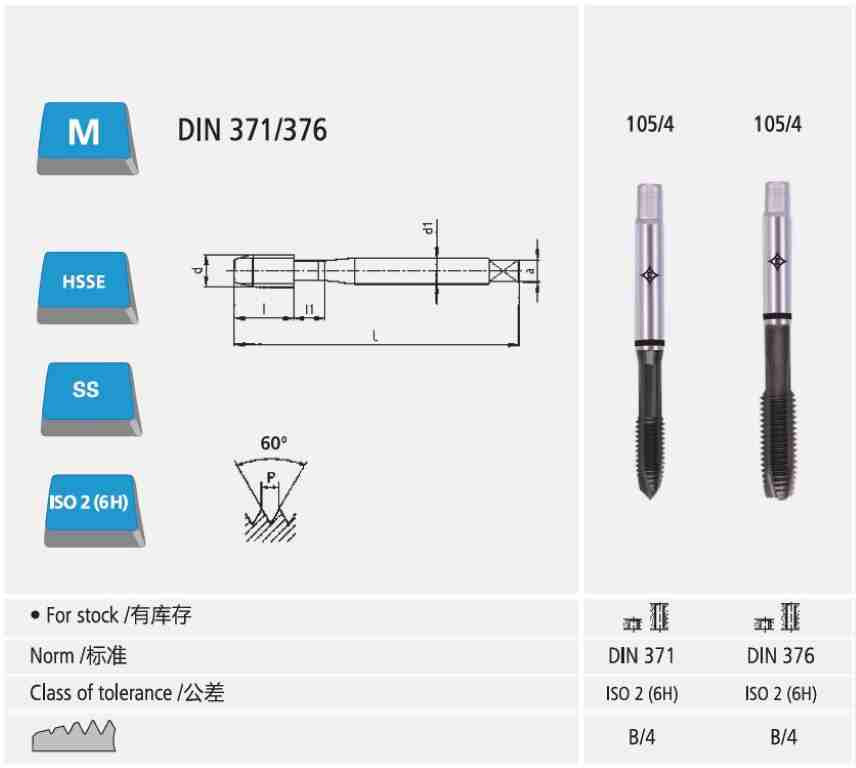 M
DIN 371/376
105/4
105/4
HSSE
SS
ISO 2 (6H)
d
l
l1
L
d1
a
60°
P
• For stock /有库存
Norm /标准
DIN 371
DIN 376
Class of tolerance /公差
ISO 2 (6H)
ISO 2 (6H)
B/4
B/4